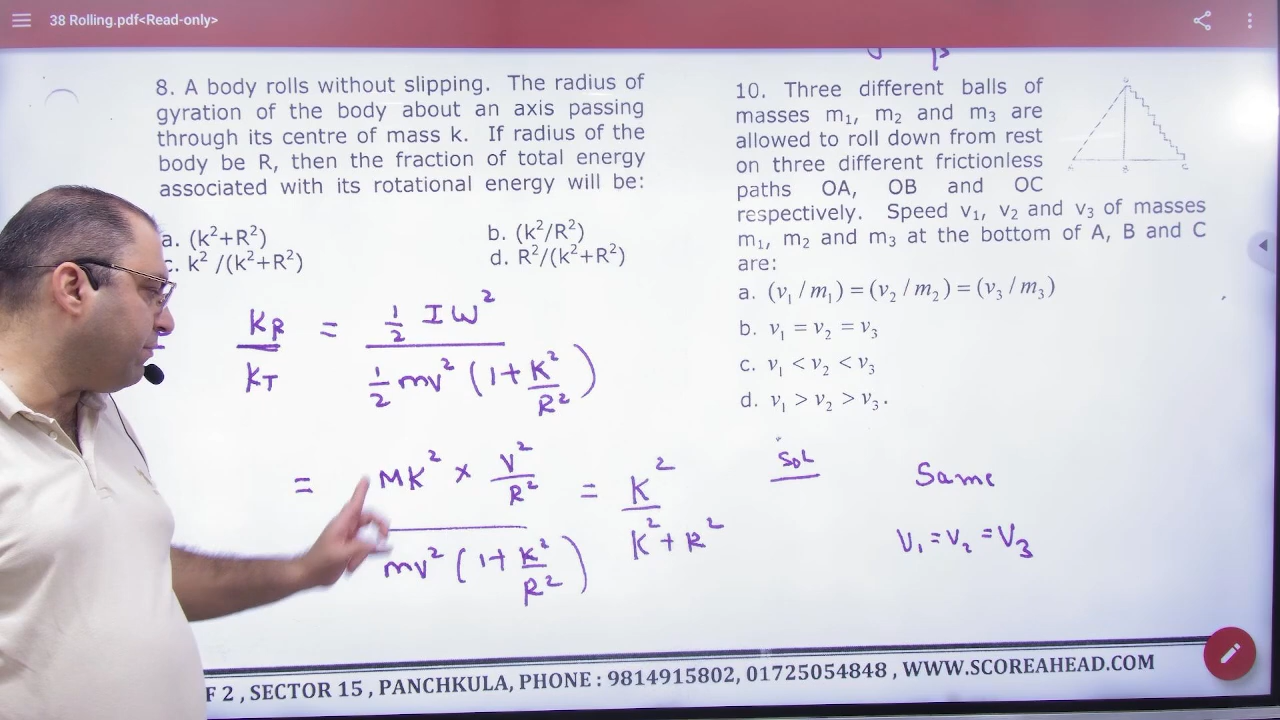 38 Rolling.pdf<Read-only>
8. A body rolls without slipping. The radius of
gyration of the body about an axis passing
through its centre of mass k. If radius of the
body be R, then the fraction of total energy
associated with its rotational energy will be:
a. (k²+R²)
b. (k²/R²)
c. k² /(k²+R²)
d. R²/(k²+R²)
K_R / K_T = ½ I W² / ½ mv² (1 + K²/R²)
= MK² × V²/R² / mv² (1 + K²/R²) = K² / K² + R²
10. Three different balls of
masses m₁, m₂ and m₃ are
allowed to roll down from rest
on three different frictionless
paths OA, OB and OC
respectively. Speed v₁, v₂ and v₃ of masses
m₁, m₂ and m₃ at the bottom of A, B and C
are:
a. (v₁ / m₁) = (v₂ / m₂) = (v₃ / m₃)
b. v₁ = v₂ = v₃
c. v₁ < v₂ < v₃
d. v₁ > v₂ > v₃.
A B C
Sol Same
V₁ = V₂ = V₃
F 2 , SECTOR 15 , PANCHKULA, PHONE : 9814915802, 01725054848 , WWW.SCOREAHEAD.COM